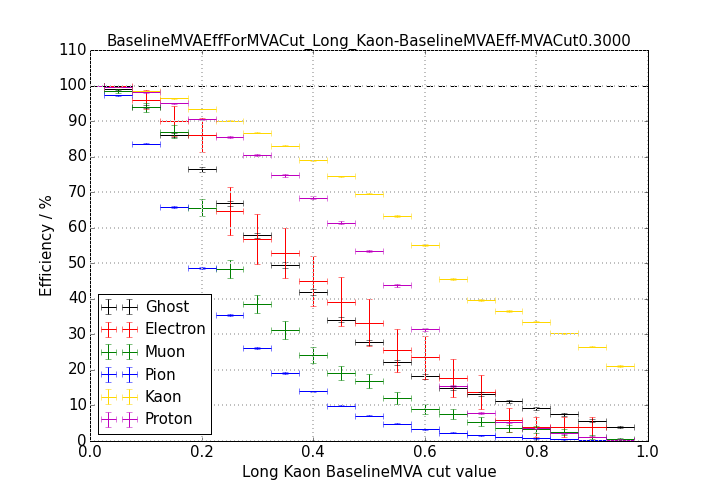 BaselineMVAEffForMVACut_Long_Kaon-BaselineMVAEff-MVACut0.3000
110
100
90
80
70
60
50
40
30
20
10
0
Efficiency / %
Ghost
Electron
Muon
Pion
Kaon
Proton
0.0 0.2 0.4 0.6 0.8 1.0
Long Kaon BaselineMVA cut value